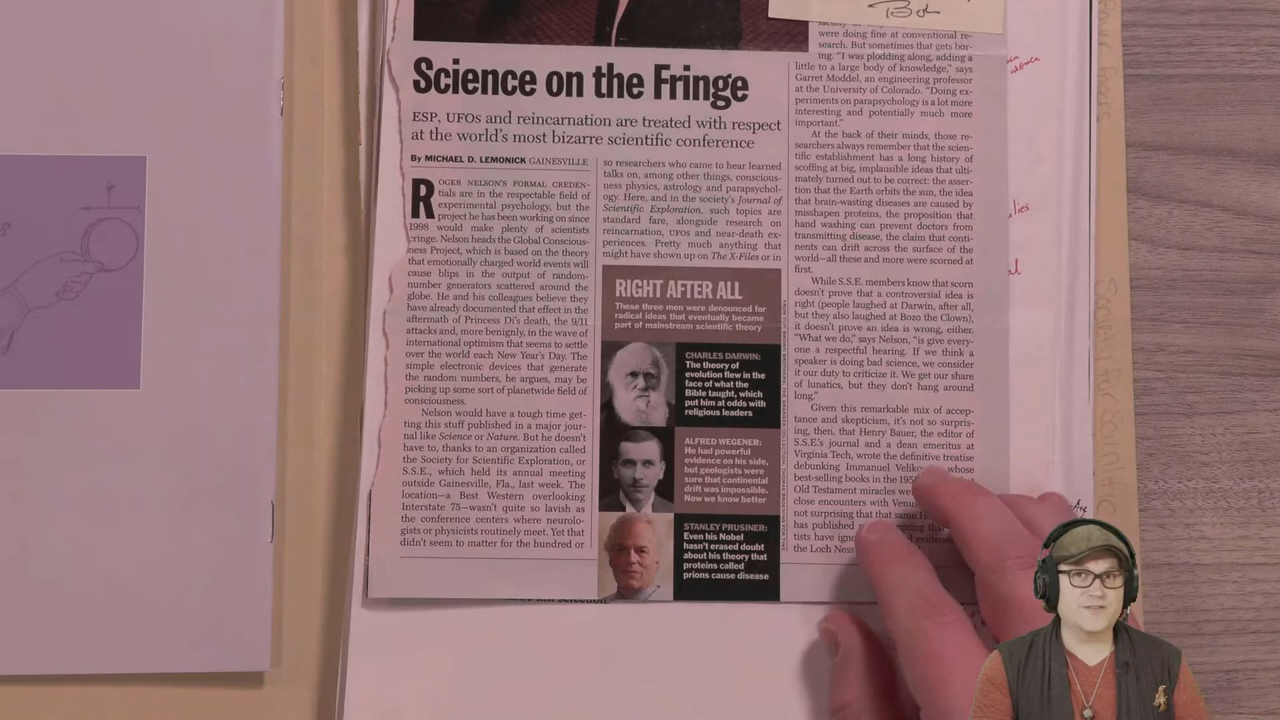 Bob
Science on the Fringe
ESP, UFOs and reincarnation are treated with respect
at the world's most bizarre scientific conference
By MICHAEL D. LEMONICK GAINESVILLE
ROGER NELSON'S FORMAL CREDEN-
tials are in the respectable field of
experimental psychology, but the
project he has been working on since
1998 would make plenty of scientists
cringe. Nelson heads the Global Conscious-
ness Project, which is based on the theory
that emotionally charged world events will
cause blips in the output of random-
number generators scattered around the
globe. He and his colleagues believe they
have already documented that effect in the
aftermath of Princess Di's death, the 9/11
attacks and, more benignly, in the wave of
international optimism that seems to settle
over the world each New Year's Day. The
simple electronic devices that generate
the random numbers, he argues, may be
picking up some sort of planetwide field of
consciousness.
Nelson would have a tough time get-
ting this stuff published in a major jour-
nal like Science or Nature. But he doesn't
have to, thanks to an organization called
the Society for Scientific Exploration, or
S.S.E., which held its annual meeting
outside Gainesville, Fla., last week. The
location—a Best Western overlooking
Interstate 75—wasn't quite so lavish as
the conference centers where neurolo-
gists or physicists routinely meet. Yet that
didn't seem to matter for the hundred or
so researchers who came to hear learned
talks on, among other things, conscious-
ness physics, astrology and parapsychol-
ogy. Here, and in the society's Journal of
Scientific Exploration, such topics are
standard fare, alongside research on
reincarnation, UFOs and near-death ex-
periences. Pretty much anything that
might have shown up on The X-Files or in
RIGHT AFTER ALL
These three men were denounced for
radical ideas that eventually became
part of mainstream scientific theory
CHARLES DARWIN:
The theory of
evolution flew in the
face of what the
Bible taught, which
put him at odds with
religious leaders
ALFRED WEGENER:
He had powerful
evidence on his side,
but geologists were
sure that continental
drift was impossible.
Now we know better
STANLEY PRUSINER:
Even his Nobel
hasn't erased doubt
about his theory that
proteins called
prions cause disease
were doing fine at conventional re-
search. But sometimes that gets bor-
ing. "I was plodding along, adding a
little to a large body of knowledge," says
Garret Moddel, an engineering professor
at the University of Colorado. "Doing ex-
periments on parapsychology is a lot more
interesting and potentially much more
important."
At the back of their minds, those re-
searchers always remember that the scien-
tific establishment has a long history of
scoffing at big, implausible ideas that ulti-
mately turned out to be correct: the asser-
tion that the Earth orbits the sun, the idea
that brain-wasting diseases are caused by
misshapen proteins, the proposition that
hand washing can prevent doctors from
transmitting disease, the claim that conti-
nents can drift across the surface of the
world—all these and more were scorned at
first.
While S.S.E. members know that scorn
doesn't prove that a controversial idea is
right (people laughed at Darwin, after all,
but they also laughed at Bozo the Clown),
it doesn't prove an idea is wrong, either.
"What we do," says Nelson, "is give every-
one a respectful hearing. If we think a
speaker is doing bad science, we consider
it our duty to criticize it. We get our share
of lunatics, but they don't hang around
long."
Given this remarkable mix of accep-
tance and skepticism, it's not so surpris-
ing, then, that Henry Bauer, the editor of
S.S.E.'s journal and a dean emeritus at
Virginia Tech, wrote the definitive treatise
debunking Immanuel Veliko whose
best-selling books in the 195
Old Testament miracles we
close encounters with Venus
not surprising that that same
has published
tists have ign
the Loch Ness